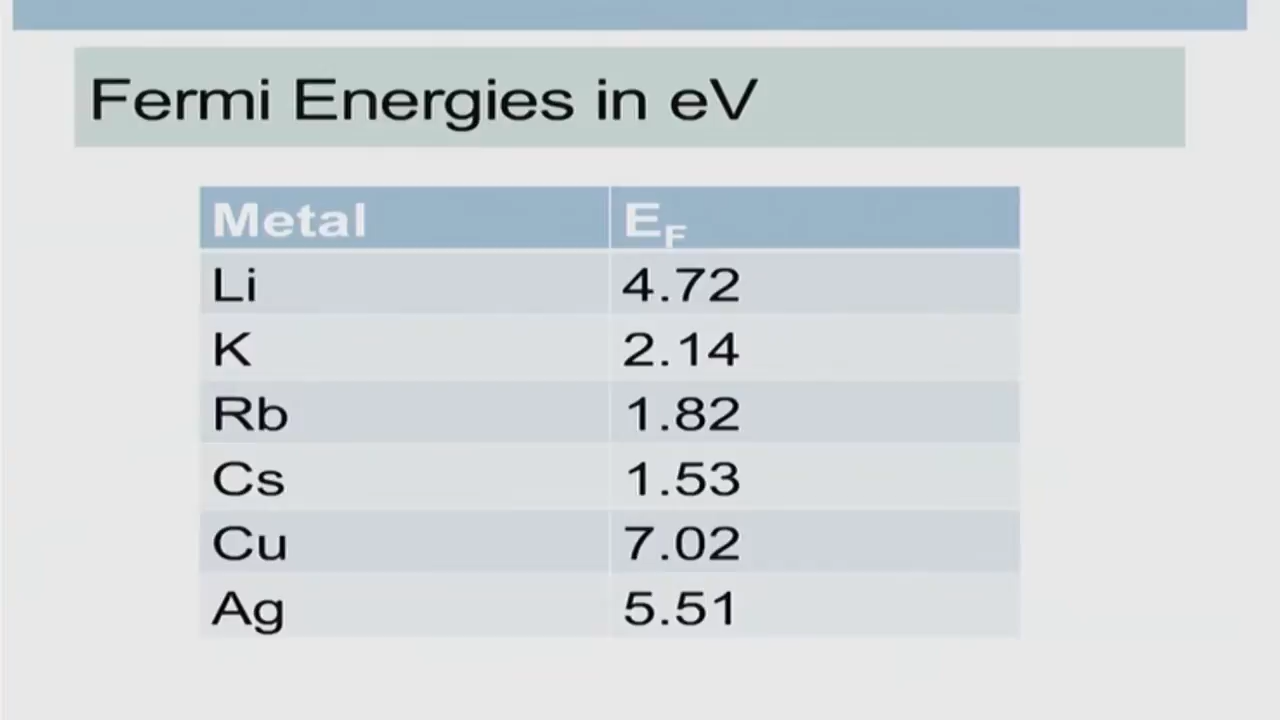 Fermi Energies in eV
Metal E_F
Li 4.72
K 2.14
Rb 1.82
Cs 1.53
Cu 7.02
Ag 5.51